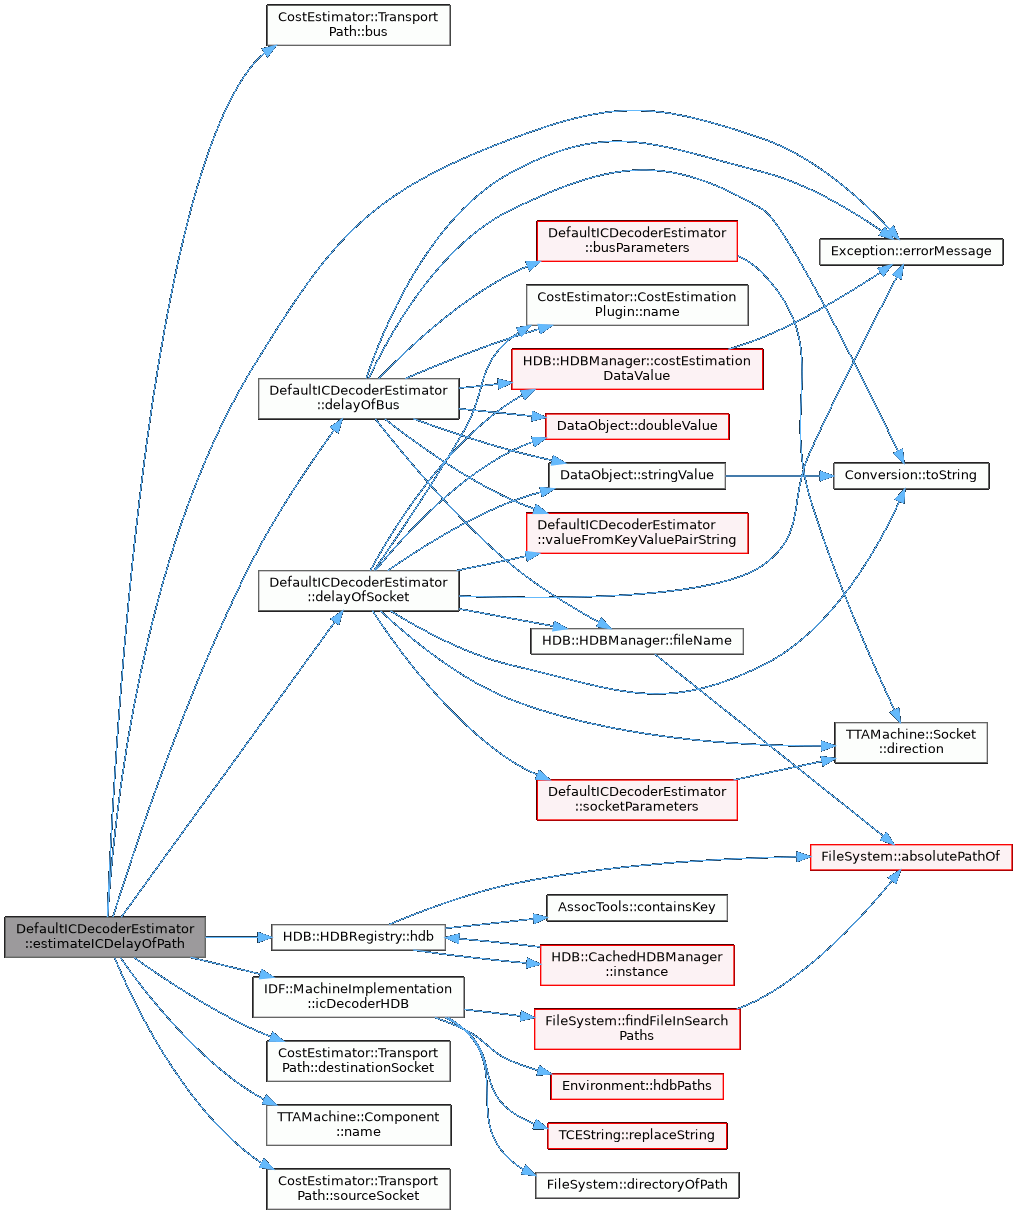 CostEstimator::Transport
Path::bus
DefaultICDecoderEstimator
::busParameters
Exception::errorMessage
CostEstimator::CostEstimation
Plugin::name
HDB::HDBManager::costEstimation
DataValue
DefaultICDecoderEstimator
::delayOfBus
DataObject::doubleValue
DataObject::stringValue
Conversion::toString
DefaultICDecoderEstimator
::valueFromKeyValuePairString
DefaultICDecoderEstimator
::delayOfSocket
HDB::HDBManager::fileName
TTAMachine::Socket
::direction
DefaultICDecoderEstimator
::socketParameters
FileSystem::absolutePathOf
AssocTools::containsKey
DefaultICDecoderEstimator
::estimateICDelayOfPath
HDB::HDBRegistry::hdb
HDB::CachedHDBManager
::instance
IDF::MachineImplementation
::icDecoderHDB
FileSystem::findFileInSearch
Paths
CostEstimator::Transport
Path::destinationSocket
Environment::hdbPaths
TTAMachine::Component
::name
TCEString::replaceString
CostEstimator::Transport
Path::sourceSocket
FileSystem::directoryOfPath